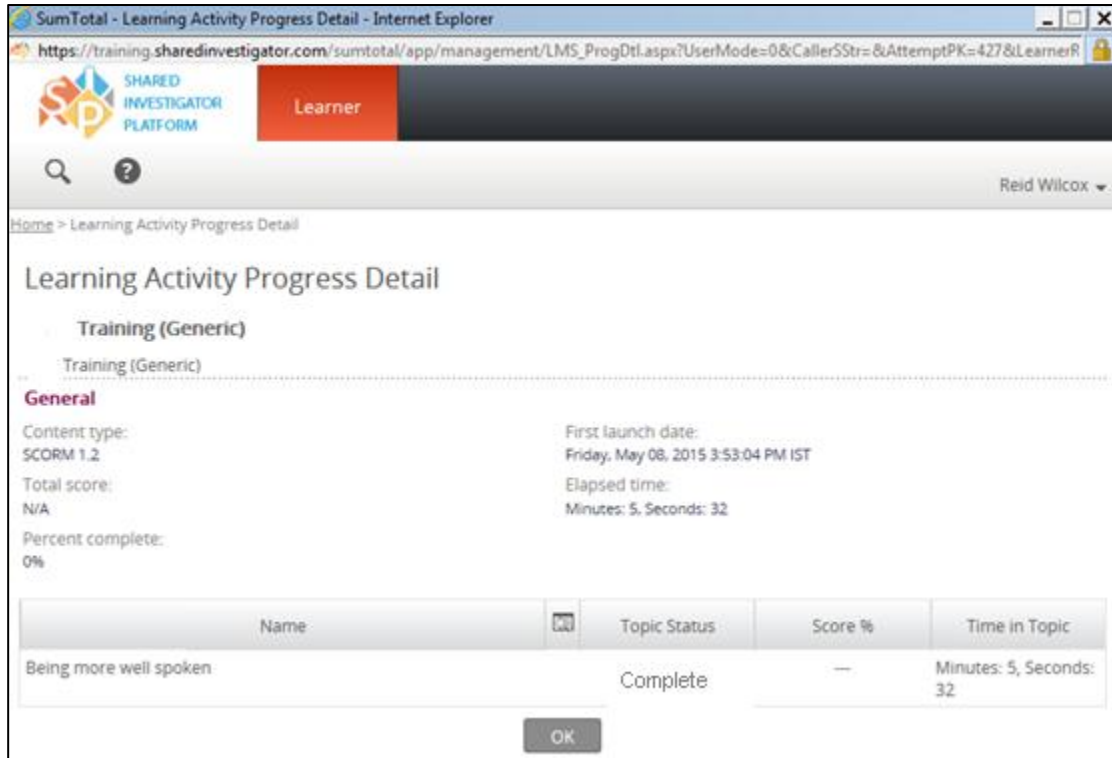 SumTotal - Learning Activity Progress Detail - Internet Explorer
https://training.sharedinvestigator.com/sumtotal/app/management/LMS_ProgDtl.aspx?UserMode=0&CallerSStr=&AttemptPK=427&LearnerR
SHARED
INVESTIGATOR
PLATFORM
Learner
Reid Wilcox
Home > Learning Activity Progress Detail
Learning Activity Progress Detail
Training (Generic)
Training (Generic)
General
Content type:
SCORM 1.2
First launch date:
Friday, May 08, 2015 3:53:04 PM IST
Total score:
N/A
Elapsed time:
Minutes: 5, Seconds: 32
Percent complete:
0%
Name Topic Status Score % Time in Topic
Being more well spoken Complete — Minutes: 5, Seconds:
32
OK